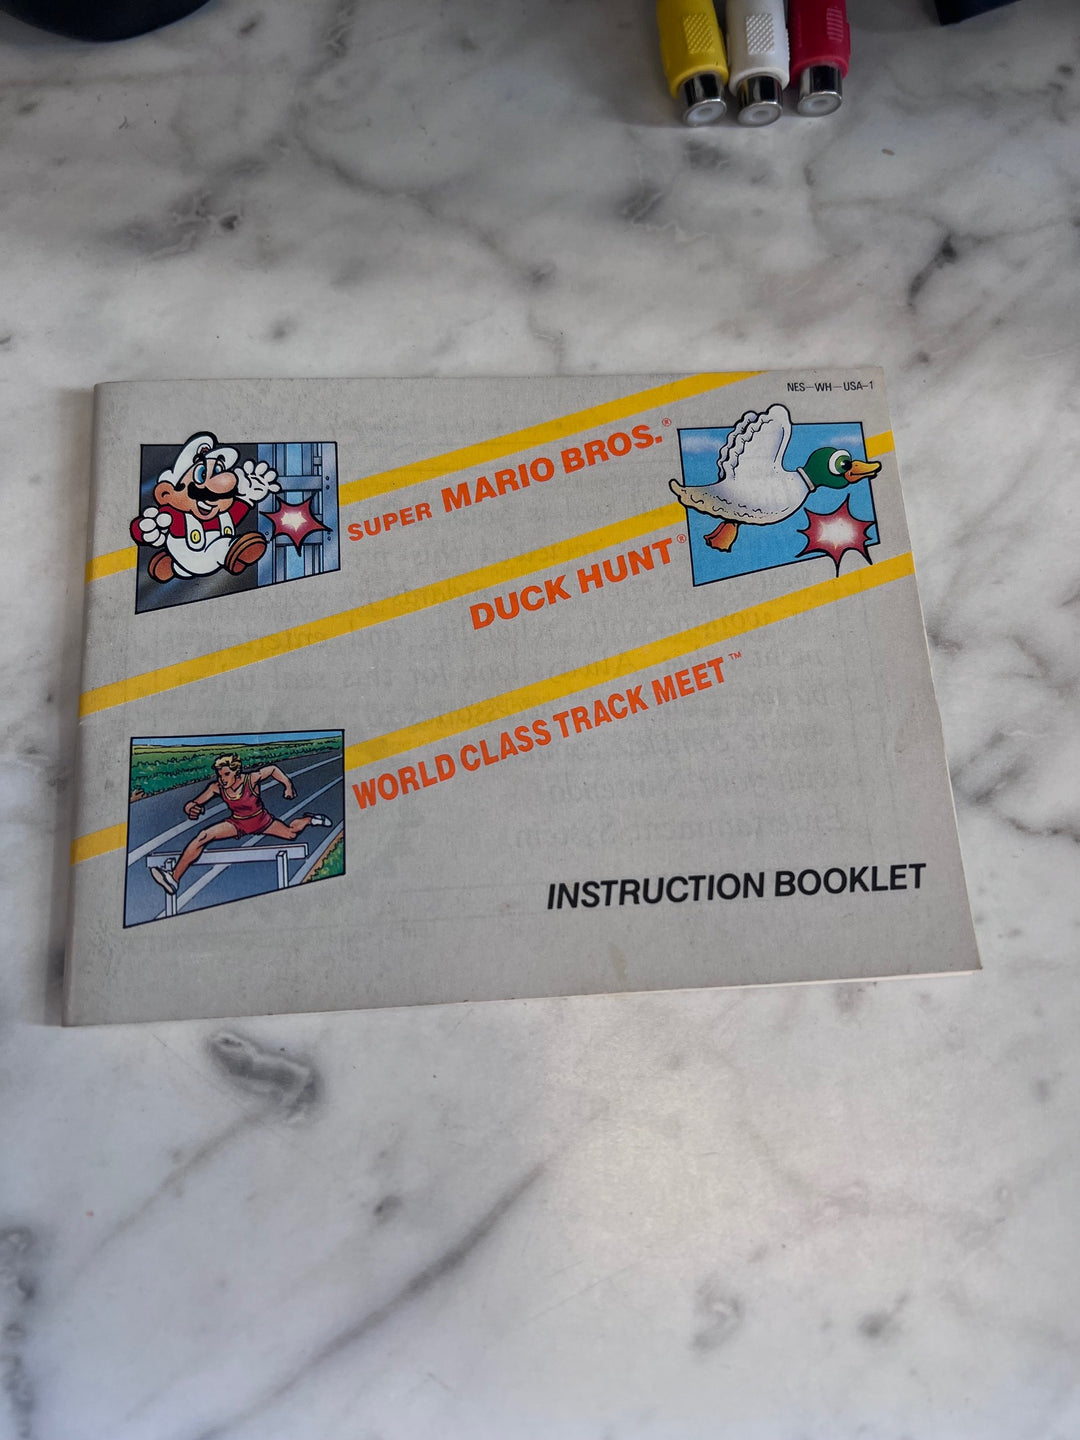 NES-WH-USA-1
SUPER MARIO BROS.®
DUCK HUNT®
WORLD CLASS TRACK MEET™
INSTRUCTION BOOKLET